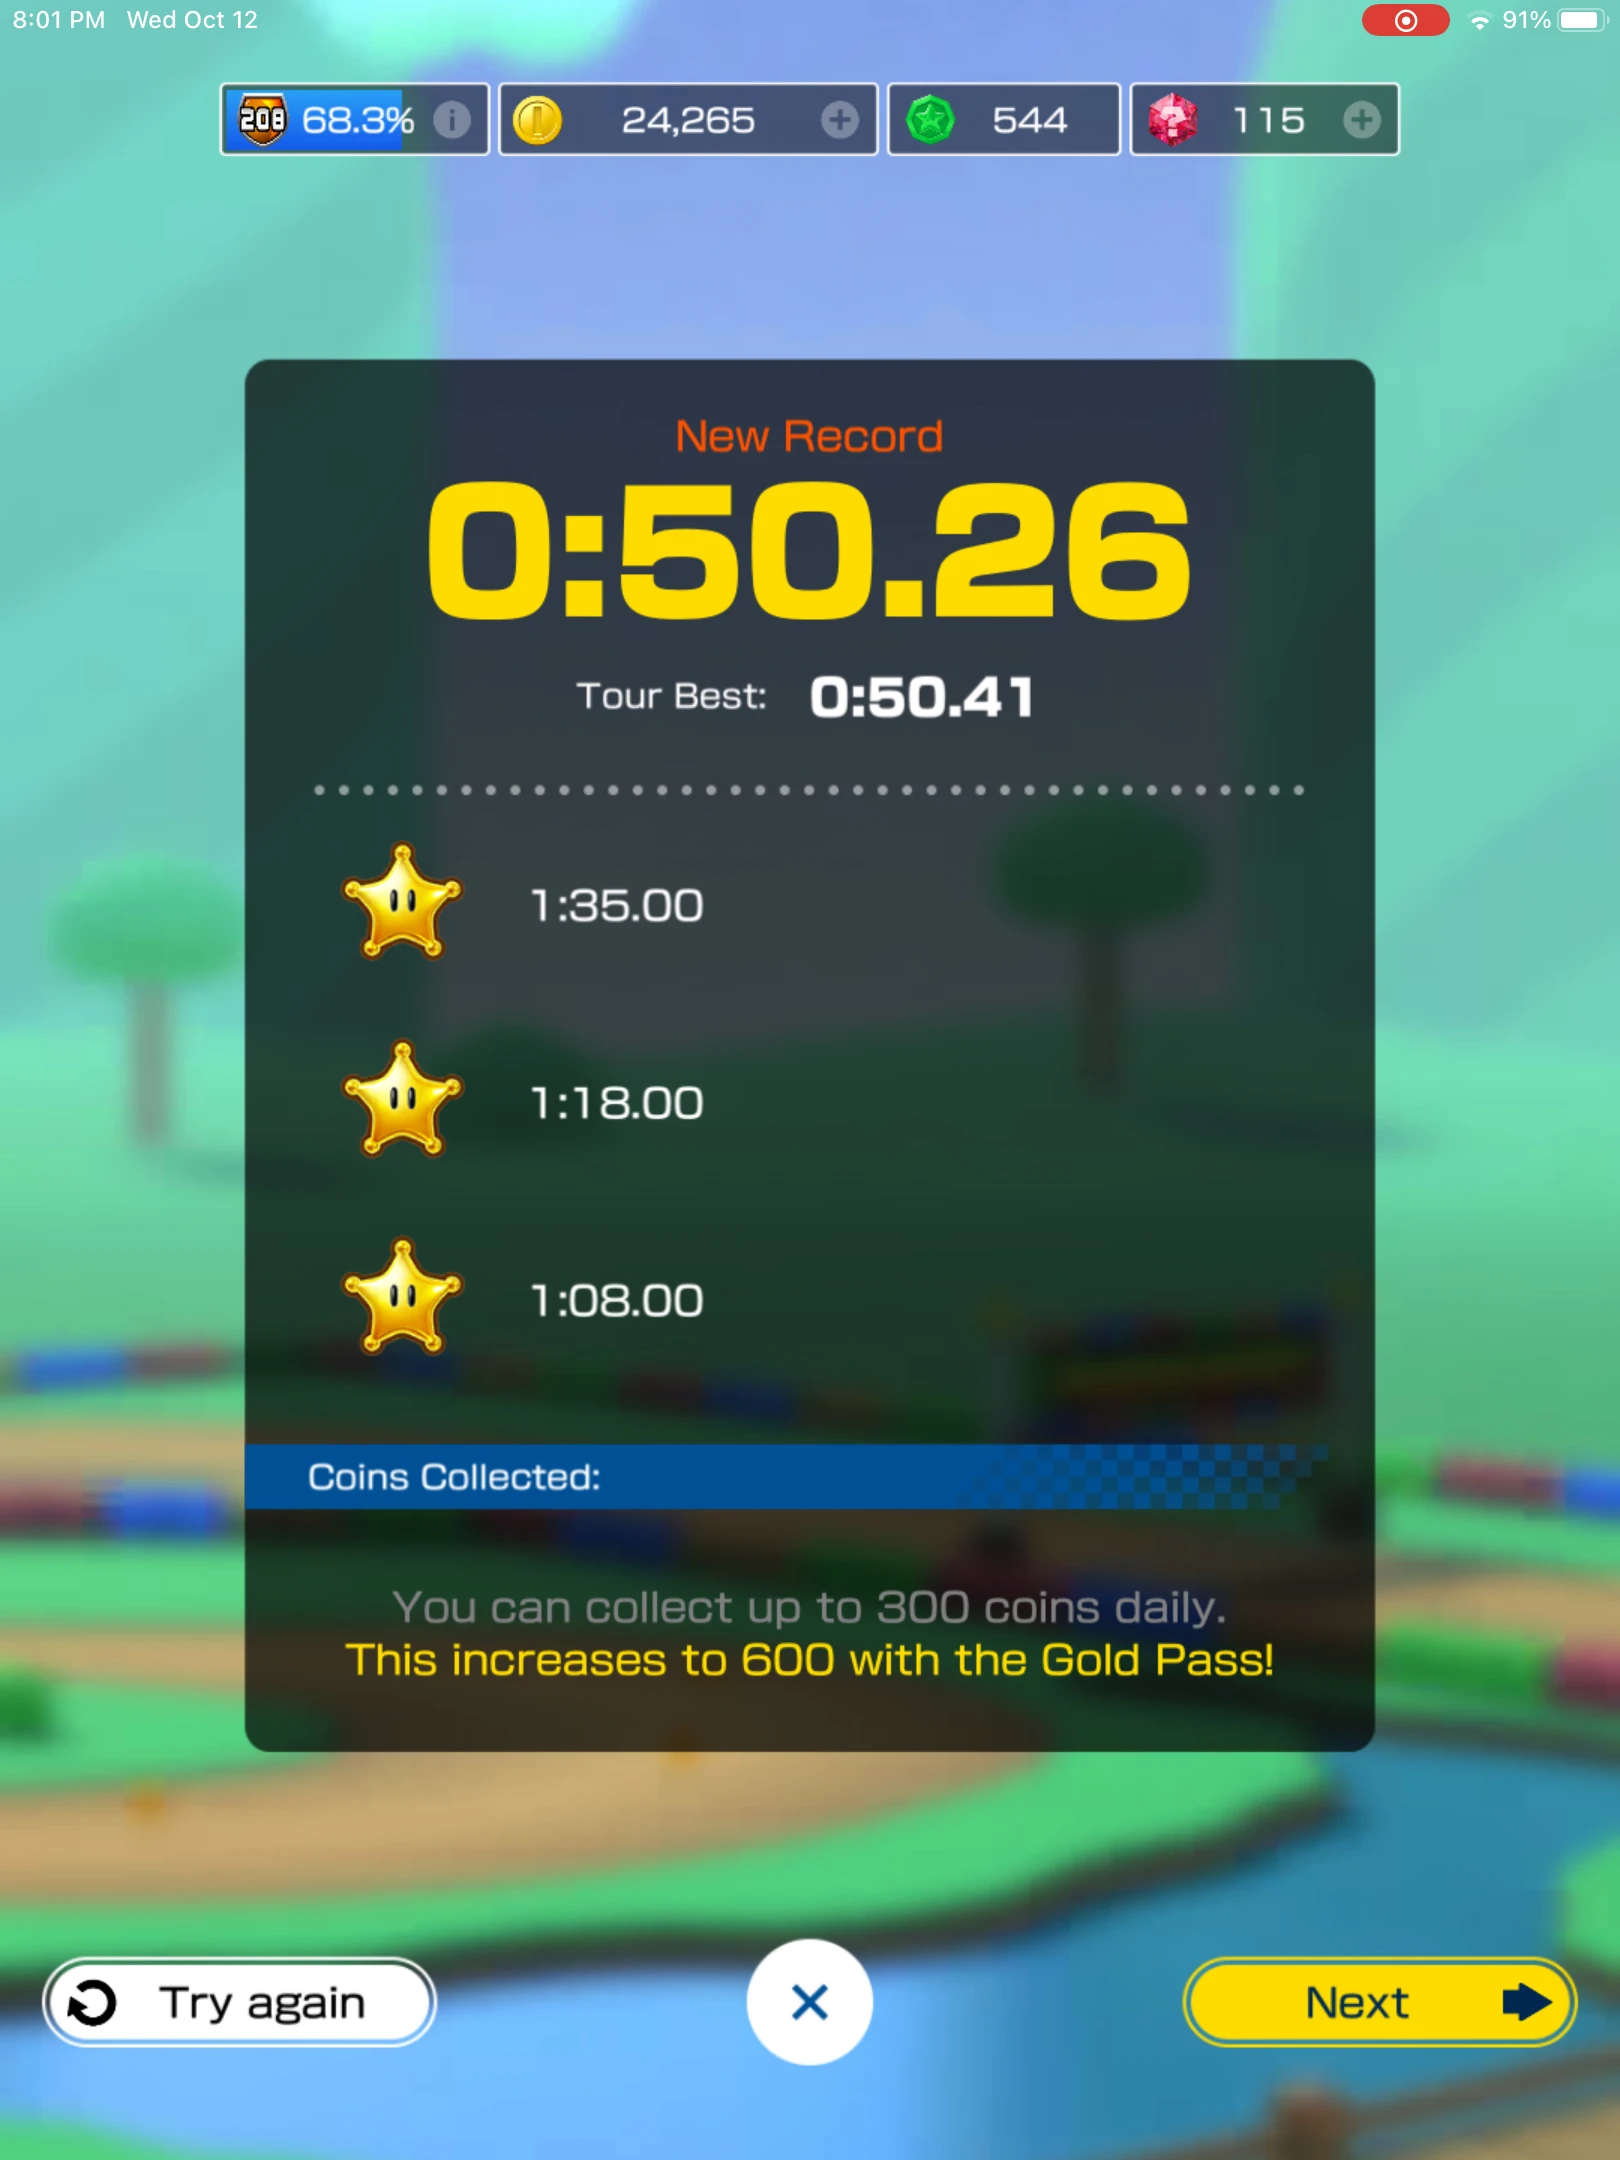 8:01 PM Wed Oct 12 91%
208 68.3% i 24,265 + 544 ? 115 +
New Record
0:50.26
Tour Best: 0:50.41
1:35.00
1:18.00
1:08.00
Coins Collected:
You can collect up to 300 coins daily.
This increases to 600 with the Gold Pass!
Try again × Next